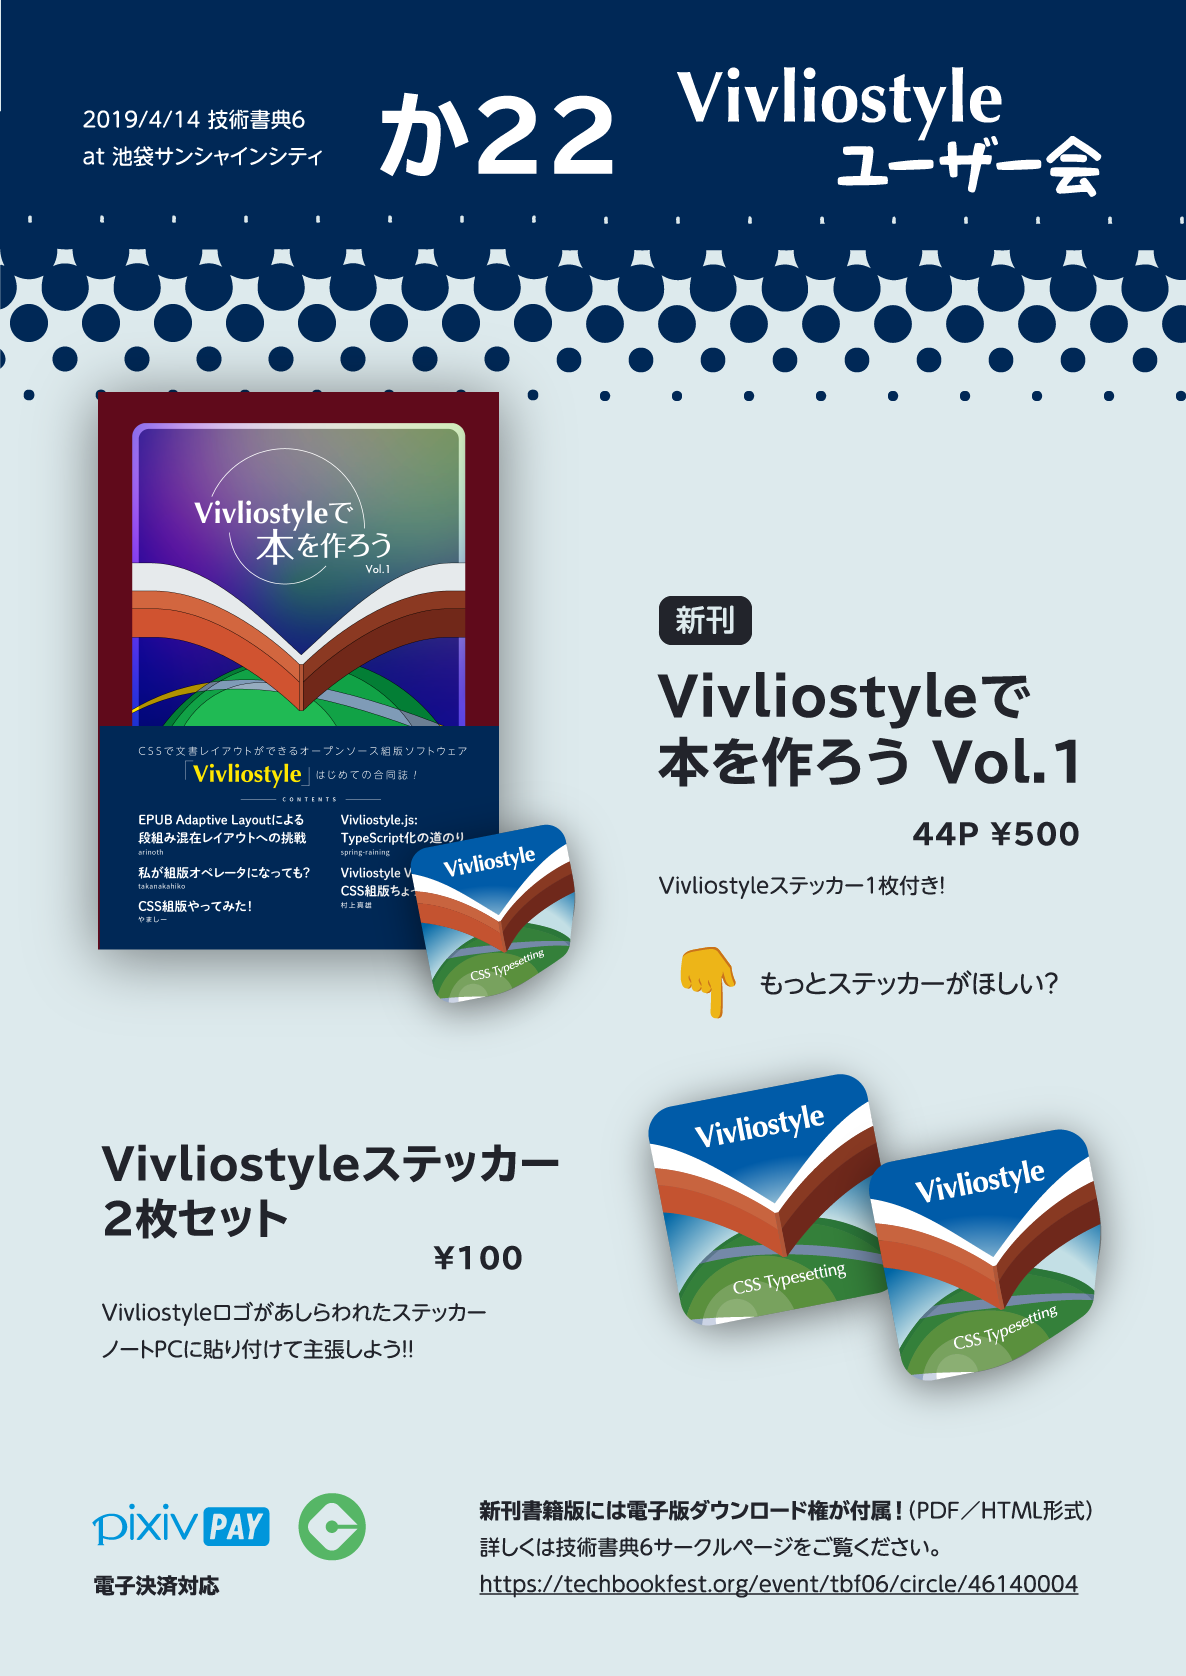 2019/4/14 技術書典6
at 池袋サンシャインシティ
か22
Vivliostyle
ユーザー会
Vivliostyleで
本を作ろう
Vol.1
CSSで文書レイアウトができるオープンソース組版ソフトウェア
「Vivliostyle」はじめての合同誌！
CONTENTS
EPUB Adaptive Layoutによる
段組み混在レイアウトへの挑戦
arinoth
私が組版オペレータになっても?
takanakahiko
CSS組版やってみた!
やましー
Vivliostyle.js:
TypeScript化の道のり
spring-raining
Vivliostyle V
CSS組版ちょっ
村上真雄
Vivliostyle
CSS Typesetting
新刊
Vivliostyleで
本を作ろう Vol.1
44P ¥500
Vivliostyleステッカー1枚付き!
もっとステッカーがほしい?
Vivliostyleステッカー
2枚セット
¥100
Vivliostyleロゴがあしらわれたステッカー
ノートPCに貼り付けて主張しよう!!
Vivliostyle
CSS Typesetting
Vivliostyle
CSS Typesetting
pixiv PAY
電子決済対応
新刊書籍版には電子版ダウンロード権が付属！（PDF／HTML形式）
詳しくは技術書典6サークルページをご覧ください。
https://techbookfest.org/event/tbf06/circle/46140004